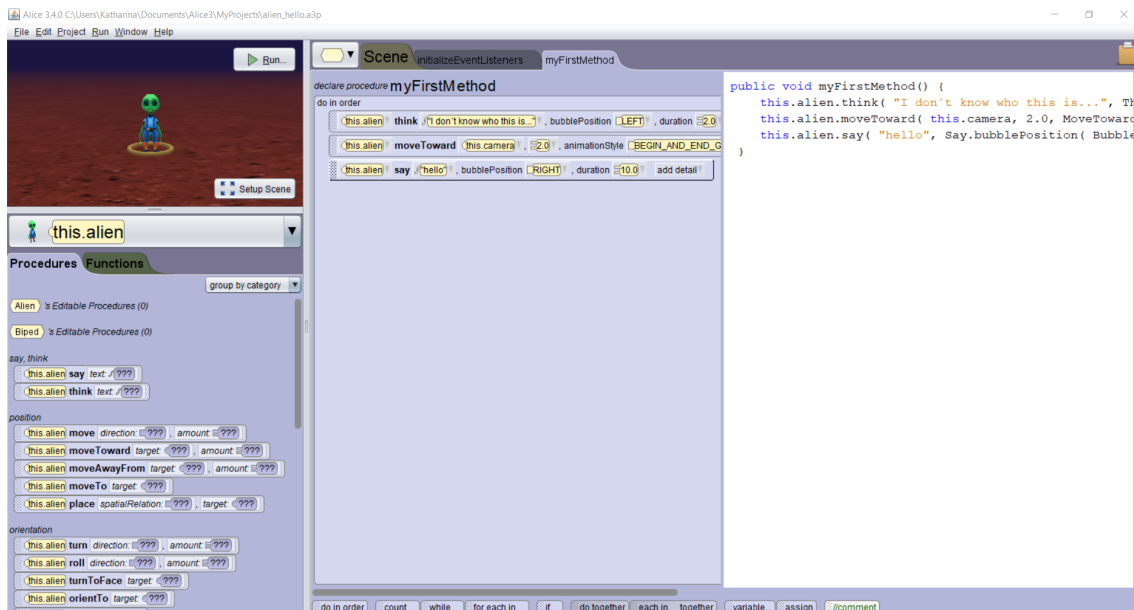 Alice 3.4.0 C:\Users\Katharina\Documents\Alice3\MyProjects\alien_hello.a3p
File Edit Project Run Window Help
Run...
Setup Scene
this.alien
Procedures Functions
group by category
Alien 's Editable Procedures (0)
Biped 's Editable Procedures (0)
say, think
this.alien say text: ???
this.alien think text: ???
position
this.alien move direction: ??? , amount: ???
this.alien moveToward target: ??? , amount: ???
this.alien moveAwayFrom target: ??? , amount: ???
this.alien moveTo target: ???
this.alien place spatialRelation: ??? , target: ???
orientation
this.alien turn direction: ??? , amount: ???
this.alien roll direction: ??? , amount: ???
this.alien turnToFace target: ???
this.alien orientTo target: ???
Scene initializeEventListeners myFirstMethod
declare procedure myFirstMethod
do in order
this.alien think "I don´t know who this is..." , bubblePosition LEFT , duration 2.0
this.alien moveToward this.camera , 2.0 , animationStyle BEGIN_AND_END_G
this.alien say "hello" , bubblePosition RIGHT , duration 10.0 add detail
public void myFirstMethod() {
this.alien.think( "I don´t know who this is...", Th
this.alien.moveToward( this.camera, 2.0, MoveToward
this.alien.say( "hello", Say.bubblePosition( Bubble
}
do in order count while for each in if do together each in together variable assign //comment